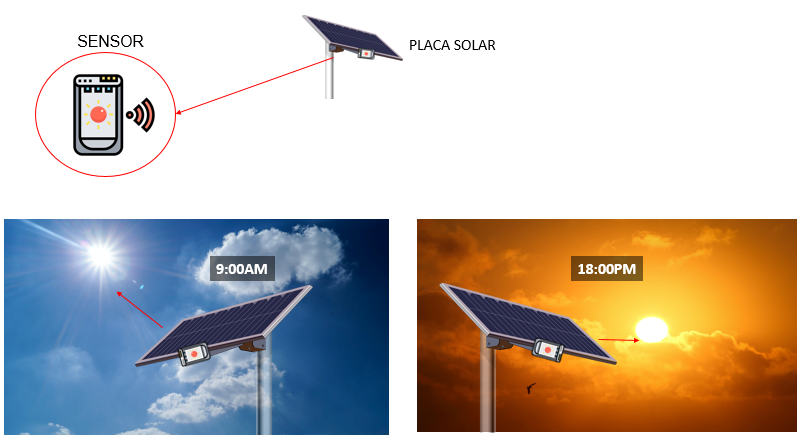 SENSOR
PLACA SOLAR
9:00AM
18:00PM